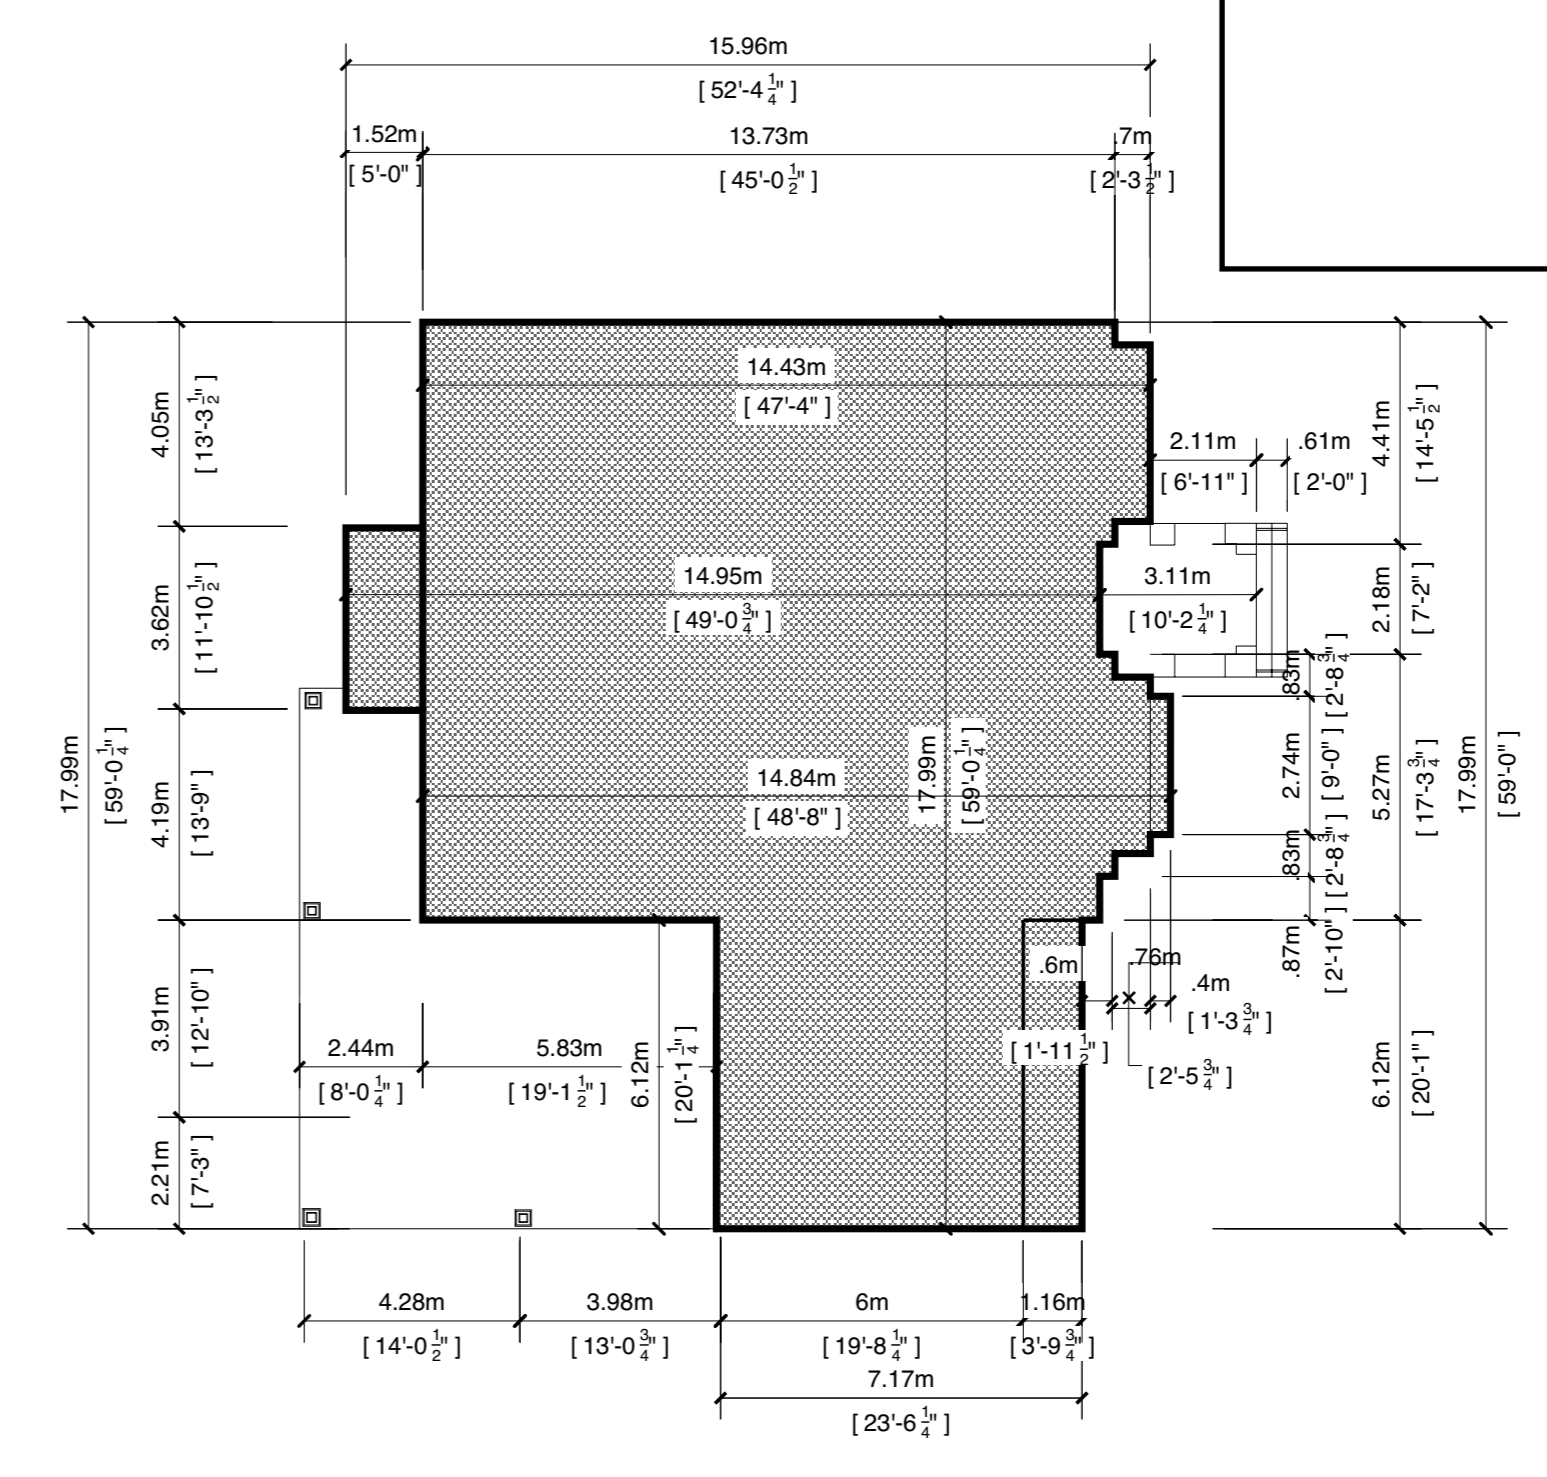 15.96m
[ 52'-4 1/4" ]
1.52m
[ 5'-0" ]
13.73m
[ 45'-0 1/2" ]
.7m
[ 2'-3 1/2" ]
14.43m
[ 47'-4" ]
4.05m
[ 13'-3 1/2" ]
2.11m
[ 6'-11" ]
.61m
[ 2'-0" ]
4.41m
[ 14'-5 1/2" ]
3.62m
[ 11'-10 1/2" ]
14.95m
[ 49'-0 3/4" ]
3.11m
[ 10'-2 1/4" ]
2.18m
[ 7'-2" ]
.83m
[ 2'-8 3/4" ]
17.99m
[ 59'-0 1/4" ]
4.19m
[ 13'-9" ]
14.84m
[ 48'-8" ]
17.99m
[ 59'-0 1/4" ]
2.74m
[ 9'-0" ]
5.27m
[ 17'-3 3/4" ]
17.99m
[ 59'-0" ]
.83m
[ 2'-8 3/4" ]
.87m
[ 2'-10" ]
3.91m
[ 12'-10" ]
.6m
[ 1'-11 1/2" ]
.76m
[ 2'-5 3/4" ]
.4m
[ 1'-3 3/4" ]
2.44m
[ 8'-0 1/4" ]
5.83m
[ 19'-1 1/2" ]
6.12m
[ 20'-1 1/4" ]
6.12m
[ 20'-1" ]
2.21m
[ 7'-3" ]
4.28m
[ 14'-0 1/2" ]
3.98m
[ 13'-0 3/4" ]
6m
[ 19'-8 1/4" ]
1.16m
[ 3'-9 3/4" ]
7.17m
[ 23'-6 1/4" ]